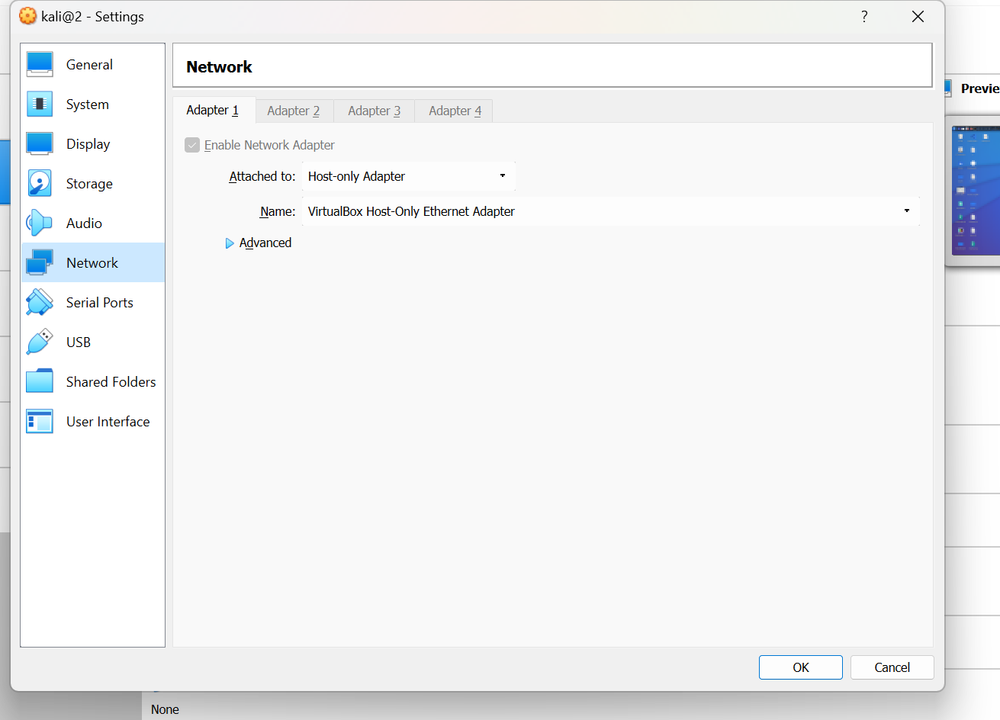 kali@2 - Settings
?
General
System
Display
Storage
Audio
Network
Serial Ports
USB
Shared Folders
User Interface
Network
Adapter 1
Adapter 2
Adapter 3
Adapter 4
Enable Network Adapter
Attached to: Host-only Adapter
Name: VirtualBox Host-Only Ethernet Adapter
Advanced
OK
Cancel
Previe
None